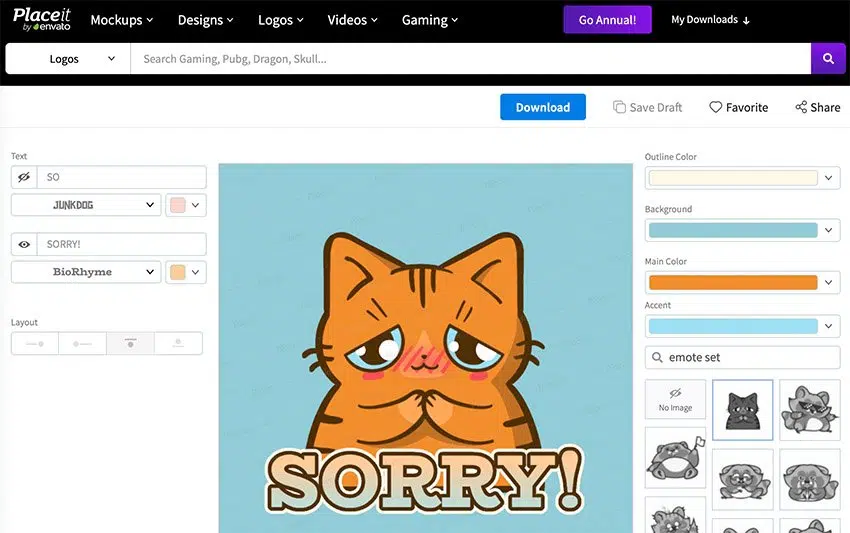 Placeit
by envato
Mockups
Designs
Logos
Videos
Gaming
Go Annual!
My Downloads
Logos
Search Gaming, Pubg, Dragon, Skull...
Download
Save Draft
Favorite
Share
Text
SO
JUNKDOG
SORRY!
BioRhyme
Layout
SORRY!
Outline Color
Background
Main Color
Accent
emote set
No Image